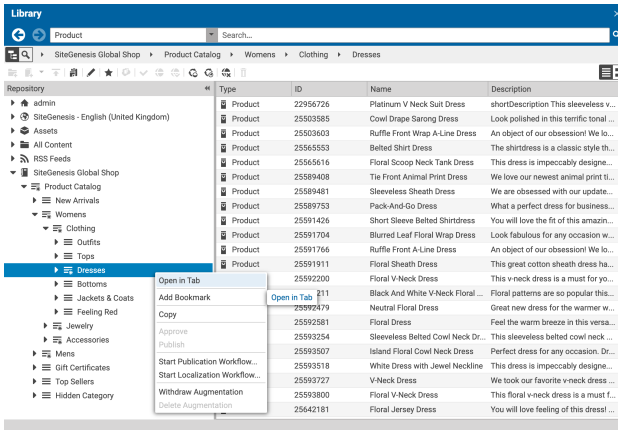 Library
Product
Search...
SiteGenesis Global Shop
Product Catalog
Womens
Clothing
Dresses
Repository
admin
SiteGenesis - English (United Kingdom)
Assets
All Content
RSS Feeds
SiteGenesis Global Shop
Product Catalog
New Arrivals
Womens
Clothing
Outfits
Tops
Dresses
Bottoms
Jackets & Coats
Feeling Red
Jewelry
Accessories
Mens
Gift Certificates
Top Sellers
Hidden Category
Open in Tab
Add Bookmark
Copy
Approve
Publish
Start Publication Workflow...
Start Localization Workflow...
Withdraw Augmentation
Delete Augmentation
Open in Tab
Type ID Name Description
Product 22956726 Platinum V Neck Suit Dress shortDescription This sleeveless v...
Product 25503585 Cowl Drape Sarong Dress Look polished in this terrific tonal ...
Product 25503603 Ruffle Front Wrap A-Line Dress An object of our obsession! We lo...
Product 25565553 Belted Shirt Dress The shirtdress is a classic style th...
Product 25565616 Floral Scoop Neck Tank Dress This dress is impeccably designe...
Product 25589408 Tie Front Animal Print Dress We love our newest animal print ti...
Product 25589481 Sleeveless Sheath Dress We are obsessed with our update...
Product 25589753 Pack-And-Go Dress What a perfect dress for business...
Product 25591426 Short Sleeve Belted Shirtdress You will love the fit of this amazin...
Product 25591704 Blurred Leaf Floral Wrap Dress Look fabulous for any occasion w...
Product 25591766 Ruffle Front A-Line Dress An object of our obsession! We lo...
Product 25591911 Floral Sheath Dress This great cotton sheath dress ha...
25592200 Floral V-Neck Dress This v-neck dress is a must for yo...
211 Black And White V-Neck Floral ... Floral patterns are so popular this...
25592479 Neutral Floral Dress Great new dress for the warmer w...
25592581 Floral Dress Feel the warm breeze in this versa...
25593254 Sleeveless Belted Cowl Neck Dr... This sleeveless belted cowl neck ...
25593507 Island Floral Cowl Neck Dress Perfect dress for any occasion. Dr...
25593518 White Dress with Jewel Neckline This dress is impeccably designe...
25593727 V-Neck Dress We took our favorite v-neck dress ...
25593800 Floral V-Neck Dress This floral v-neck dress is a must f...
25642181 Floral Jersey Dress You will love feeling of this dress! ...